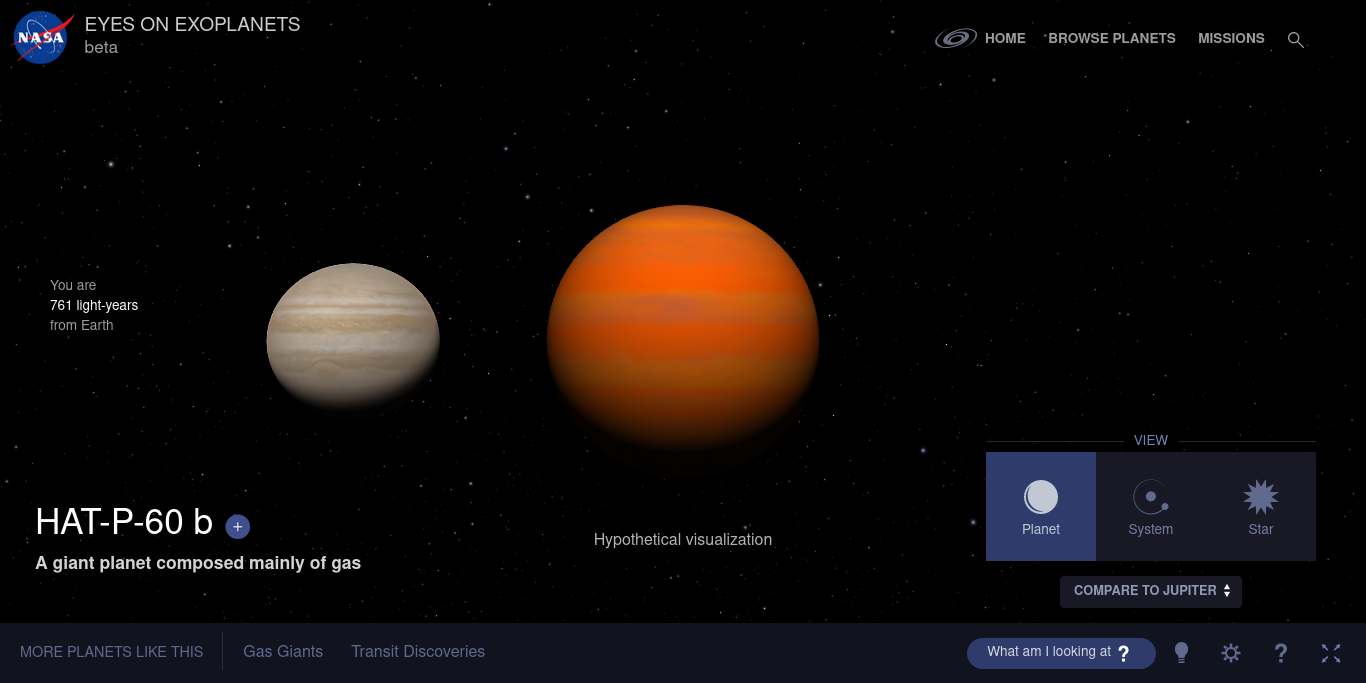 NASA
EYES ON EXOPLANETS
beta
HOME
BROWSE PLANETS
MISSIONS
You are
761 light-years
from Earth
VIEW
Planet
System
Star
HAT-P-60 b +
A giant planet composed mainly of gas
Hypothetical visualization
COMPARE TO JUPITER
MORE PLANETS LIKE THIS
Gas Giants
Transit Discoveries
What am I looking at ?
?